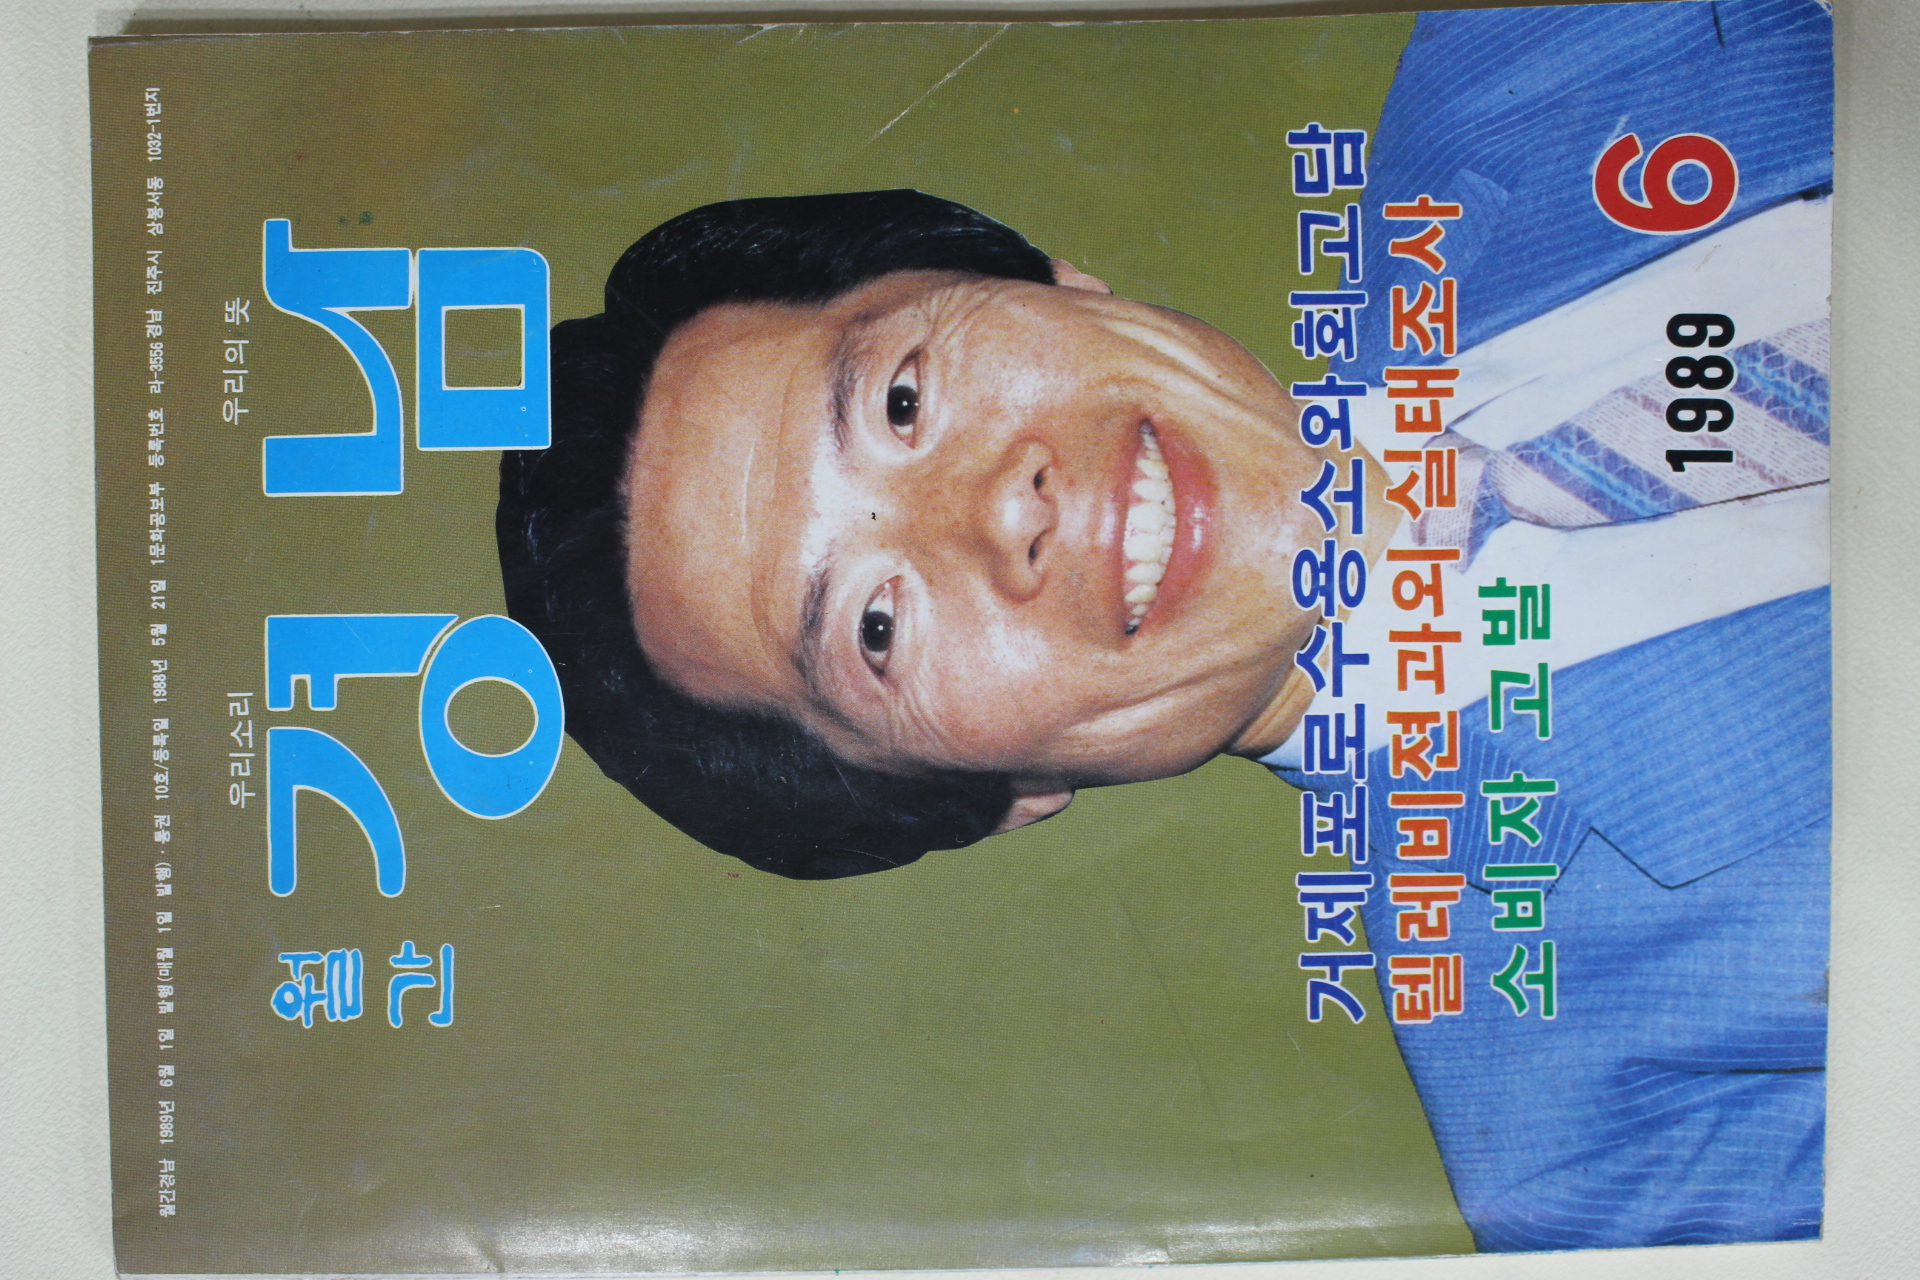 월간경남 1989년 6월 1일 발행(매월 1일 발행)·통권 10호/등록일 1988년 5월 21일 1문화공보부 등록번호 라-3556 경남 진주시 상봉서동 1032-1번지
우리소리 우리의 뜻
월간 경남
거제포로수용소와 회고담
텔레비젼 과외 실태조사
소비자 고발
1989 6